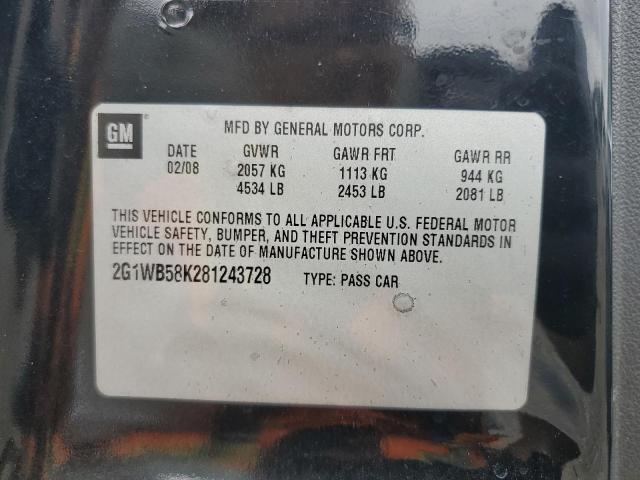 GM
MFD BY GENERAL MOTORS CORP.
DATE GVWR GAWR FRT GAWR RR
02/08 2057 KG 1113 KG 944 KG
4534 LB 2453 LB 2081 LB
THIS VEHICLE CONFORMS TO ALL APPLICABLE U.S. FEDERAL MOTOR
VEHICLE SAFETY, BUMPER, AND THEFT PREVENTION STANDARDS IN
EFFECT ON THE DATE OF MANUFACTURE SHOWN ABOVE.
2G1WB58K281243728 TYPE: PASS CAR